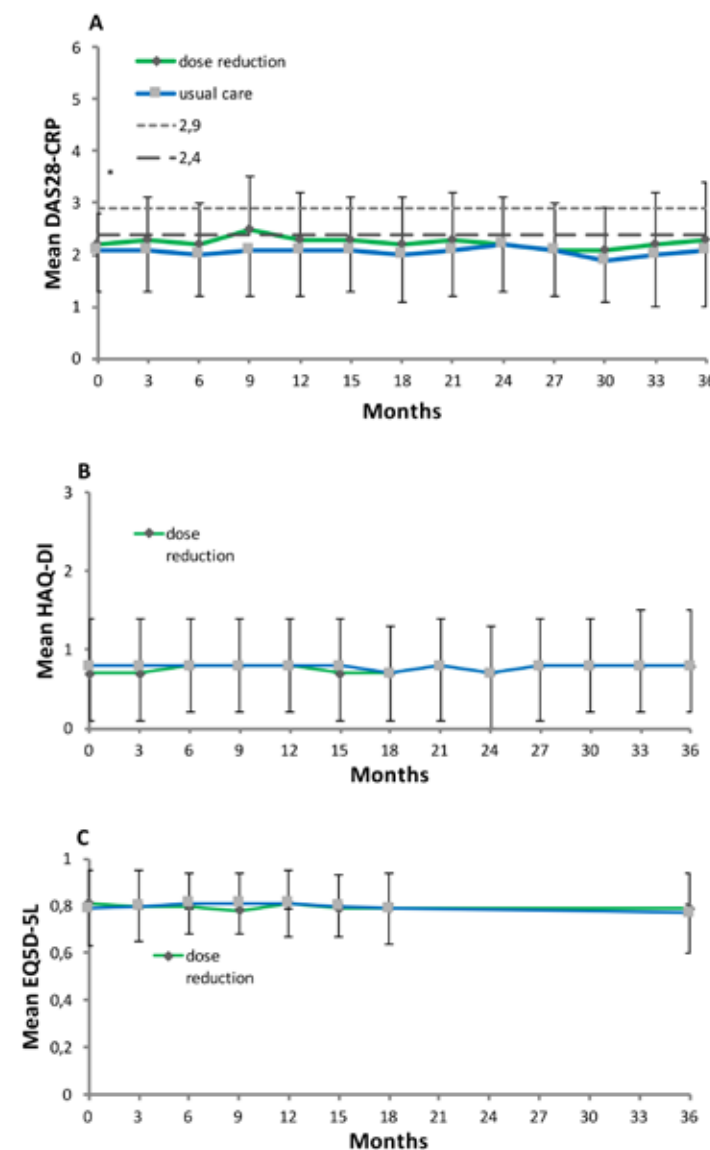 A
6
5
4
3
2
1
0
dose reduction
usual care
2,9
2,4
*
Mean DAS28-CRP
0 3 6 9 12 15 18 21 24 27 30 33 36
Months
B
3
2
1
0
dose
reduction
Mean HAQ-DI
0 3 6 9 12 15 18 21 24 27 30 33 36
Months
C
1
0,8
0,6
0,4
0,2
0
dose
reduction
Mean EQ5D-5L
0 3 6 9 12 15 18 21 24 27 30 33 36
Months